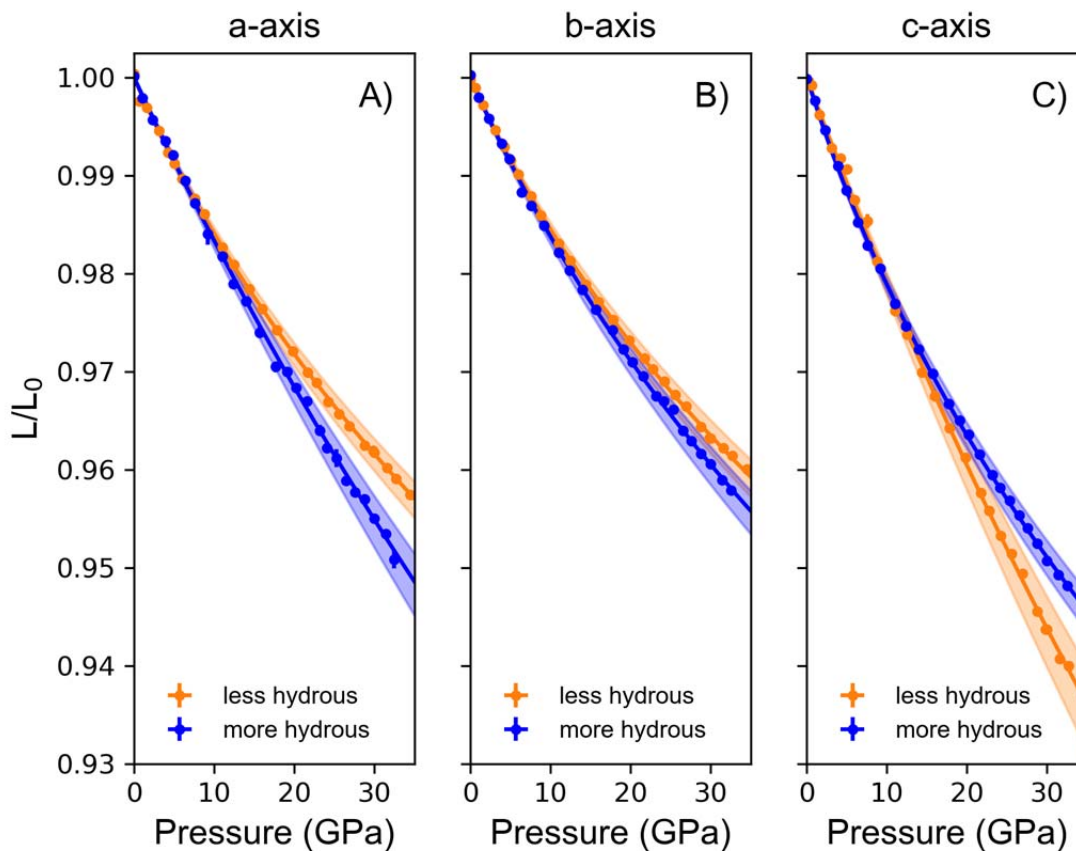 a-axis
b-axis
c-axis
A)
B)
C)
1.00
0.99
0.98
0.97
0.96
0.95
0.94
0.93
L/L0
less hydrous
more hydrous
less hydrous
more hydrous
less hydrous
more hydrous
0 10 20 30
0 10 20 30
0 10 20 30
Pressure (GPa)
Pressure (GPa)
Pressure (GPa)